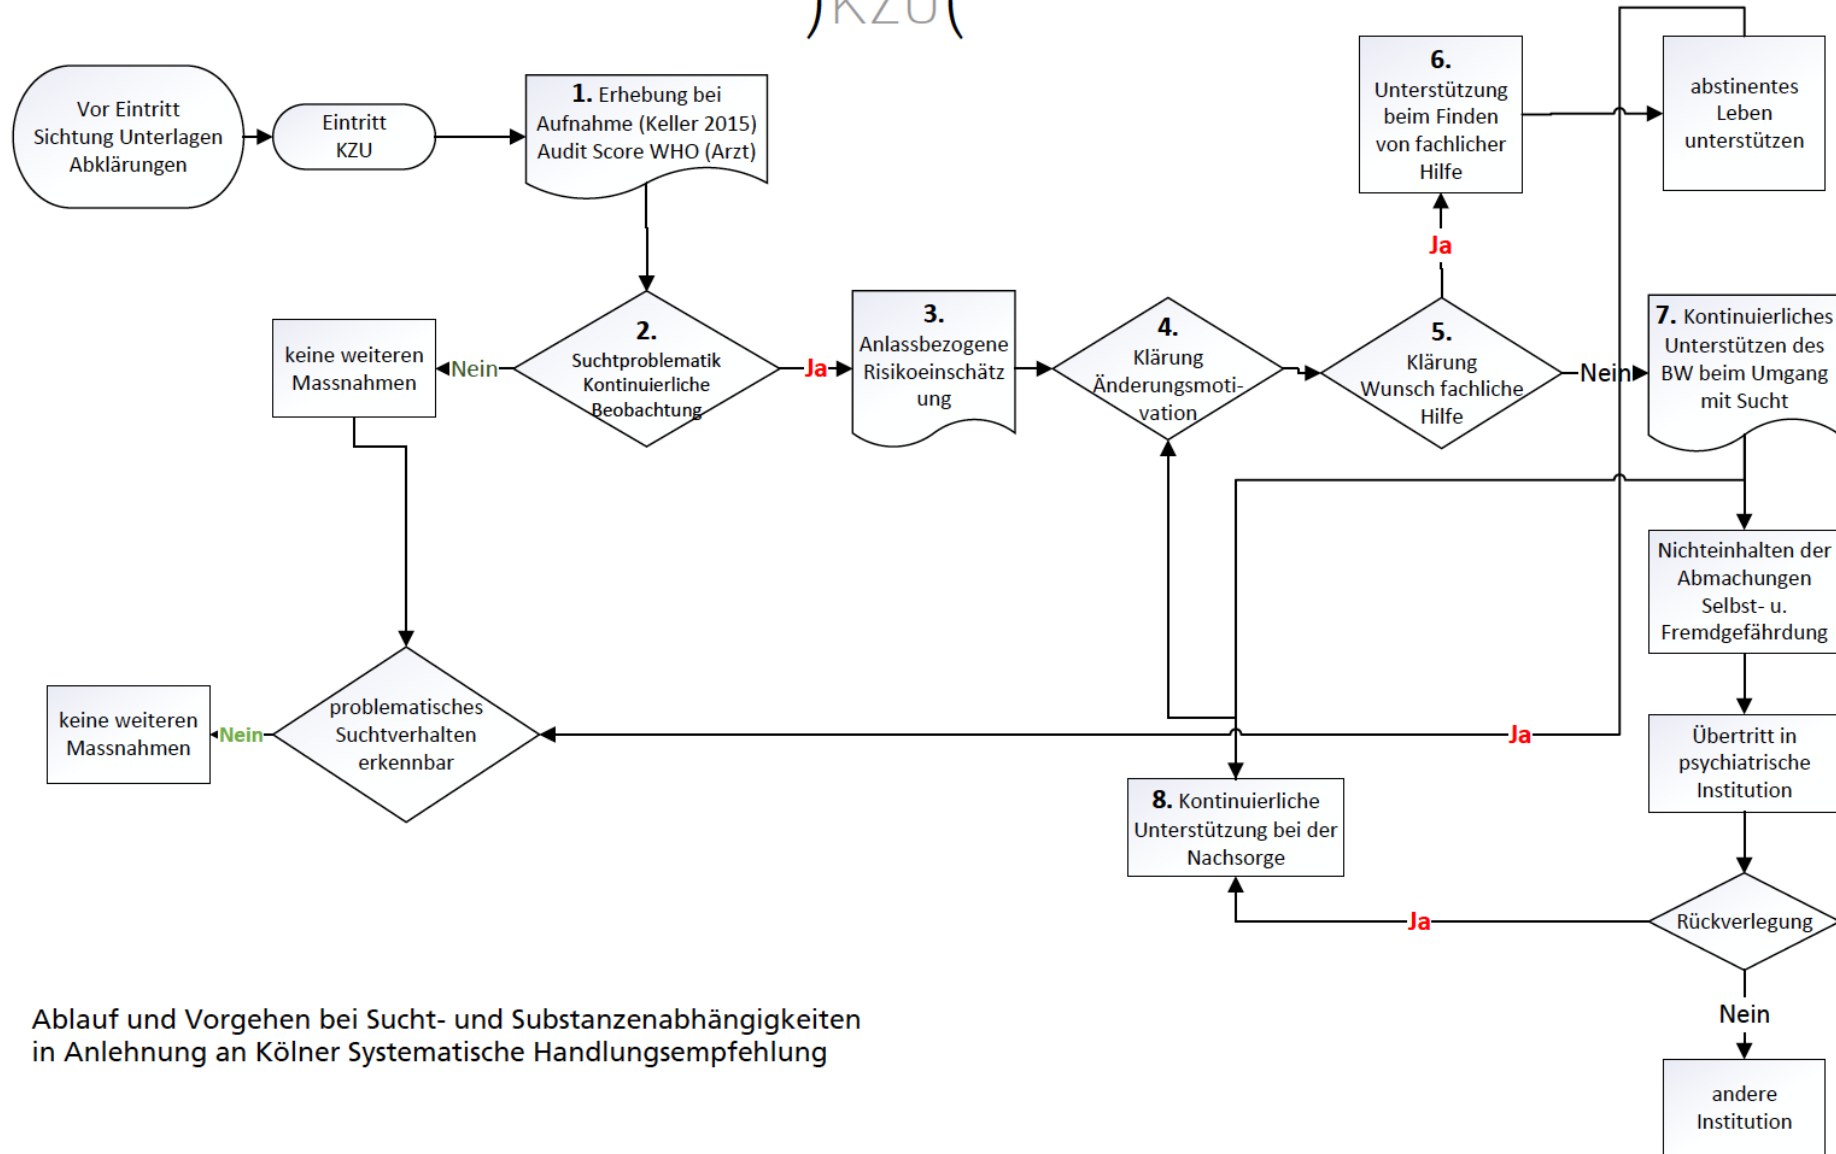 )KZU(
Vor Eintritt
Sichtung Unterlagen
Abklärungen
Eintritt
KZU
1. Erhebung bei
Aufnahme (Keller 2015)
Audit Score WHO (Arzt)
6.
Unterstützung
beim Finden
von fachlicher
Hilfe
abstinentes
Leben
unterstützen
Ja
keine weiteren
Massnahmen
Nein
2.
Suchtproblematik
Kontinuierliche
Beobachtung
Ja
3.
Anlassbezogene
Risikoeinschätz
ung
4.
Klärung
Änderungsmoti-
vation
5.
Klärung
Wunsch fachliche
Hilfe
Nein
7. Kontinuierliches
Unterstützen des
BW beim Umgang
mit Sucht
Nichteinhalten der
Abmachungen
Selbst- u.
Fremdgefährdung
keine weiteren
Massnahmen
Nein
problematisches
Suchtverhalten
erkennbar
Ja
Übertritt in
psychiatrische
Institution
8. Kontinuierliche
Unterstützung bei der
Nachsorge
Ja
Rückverlegung
Nein
andere
Institution
Ablauf und Vorgehen bei Sucht- und Substanzenabhängigkeiten
in Anlehnung an Kölner Systematische Handlungsempfehlung